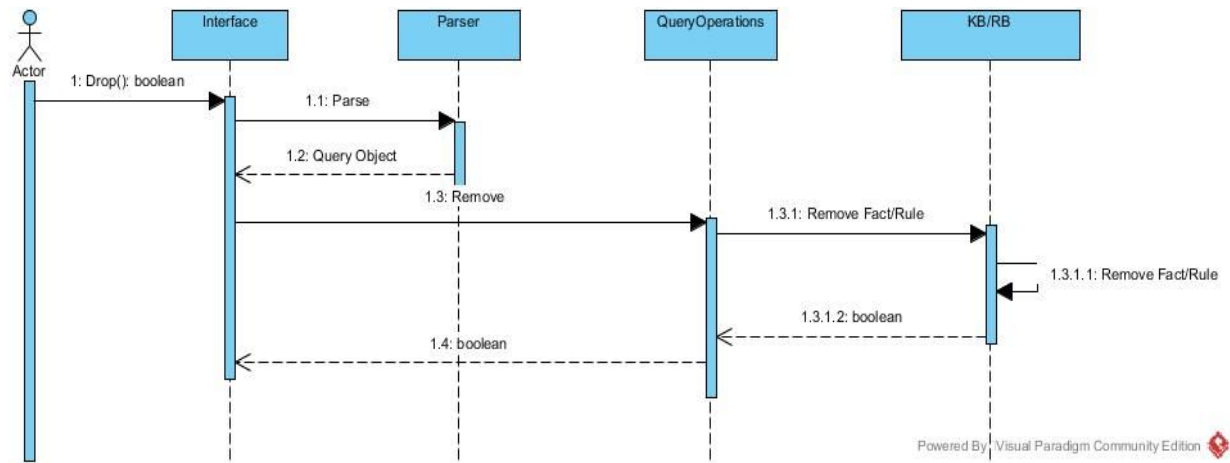 Interface
Parser
QueryOperations
KB/RB
Actor
1: Drop(): boolean
1.1: Parse
1.2: Query Object
1.3: Remove
1.3.1: Remove Fact/Rule
1.3.1.1: Remove Fact/Rule
1.3.1.2: boolean
1.4: boolean
Powered By Visual Paradigm Community Edition